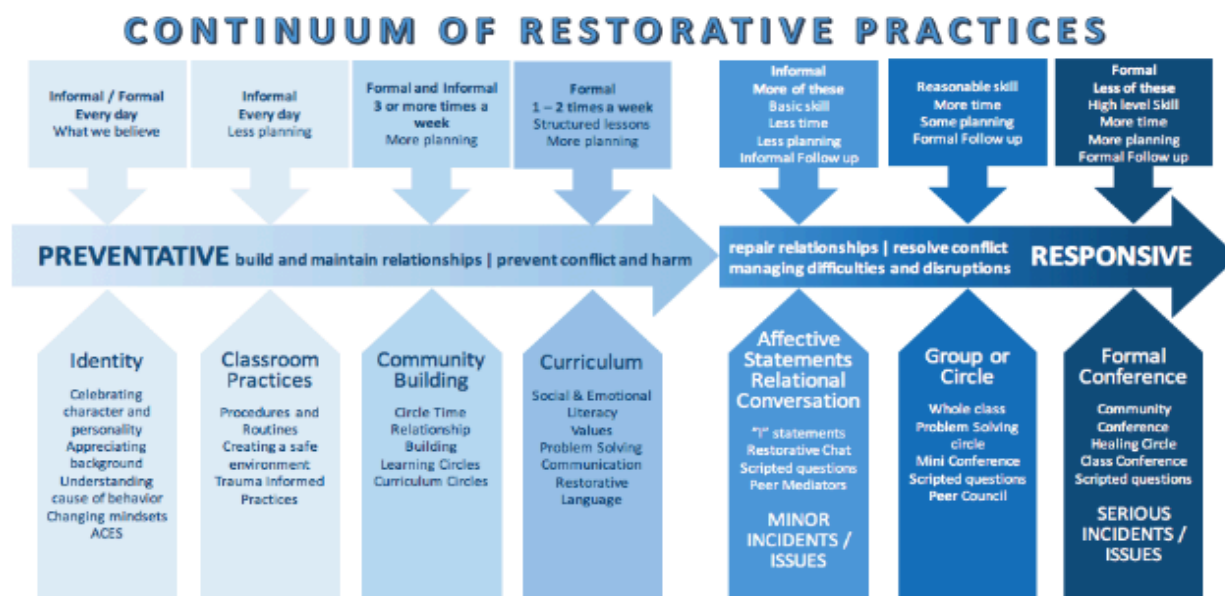 CONTINUUM OF RESTORATIVE PRACTICES
Informal / Formal
Every day
What we believe
Informal
Every day
Less planning
Formal and Informal
3 or more times a
week
More planning
Formal
1 – 2 times a week
Structured lessons
More planning
Informal
More of these
Basic skill
Less time
Less planning
Informal Follow up
Reasonable skill
More time
Some planning
Formal Follow up
Formal
Less of these
High level Skill
More time
More planning
Formal Follow up
PREVENTATIVE build and maintain relationships | prevent conflict and harm
repair relationships | resolve conflict
managing difficulties and disruptions
RESPONSIVE
Identity
Celebrating
character and
personality
Appreciating
background
Understanding
cause of behavior
Changing mindsets
ACES
Classroom
Practices
Procedures and
Routines
Creating a safe
environment
Trauma Informed
Practices
Community
Building
Circle Time
Relationship
Building
Learning Circles
Curriculum Circles
Curriculum
Social & Emotional
Literacy
Values
Problem Solving
Communication
Restorative
Language
Affective
Statements
Relational
Conversation
"I" statements
Restorative Chat
Scripted questions
Peer Mediators
MINOR
INCIDENTS /
ISSUES
Group or
Circle
Whole class
Problem Solving
circle
Mini Conference
Scripted questions
Peer Council
Formal
Conference
Community
Conference
Healing Circle
Class Conference
Scripted questions
SERIOUS
INCIDENTS /
ISSUES